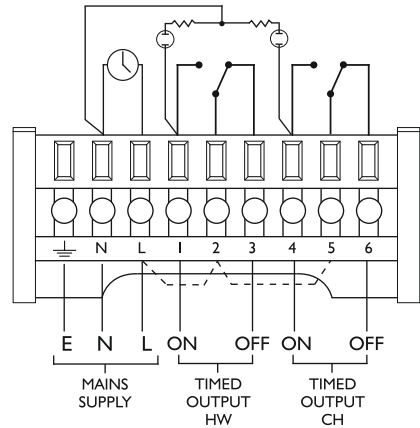 N L 1 2 3 4 5 6
E N L ON OFF ON OFF
MAINS SUPPLY
TIMED OUTPUT HW
TIMED OUTPUT CH